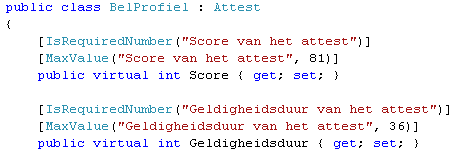 public class BelProfiel : Attest
{
[IsRequiredNumber("Score van het attest")]
[MaxValue("Score van het attest", 81)]
public virtual int Score { get; set; }
[IsRequiredNumber("Geldigheidsduur van het attest")]
[MaxValue("Geldigheidsduur van het attest", 36)]
public virtual int Geldigheidsduur { get; set; }